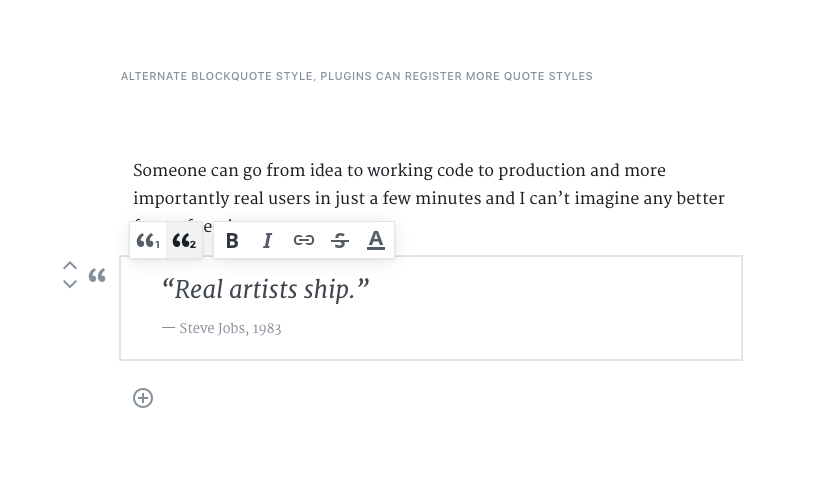 ALTERNATE BLOCKQUOTE STYLE, PLUGINS CAN REGISTER MORE QUOTE STYLES
Someone can go from idea to working code to production and more
importantly real users in just a few minutes and I can’t imagine any better
“1 “2 B I S A
“Real artists ship.”
— Steve Jobs, 1983